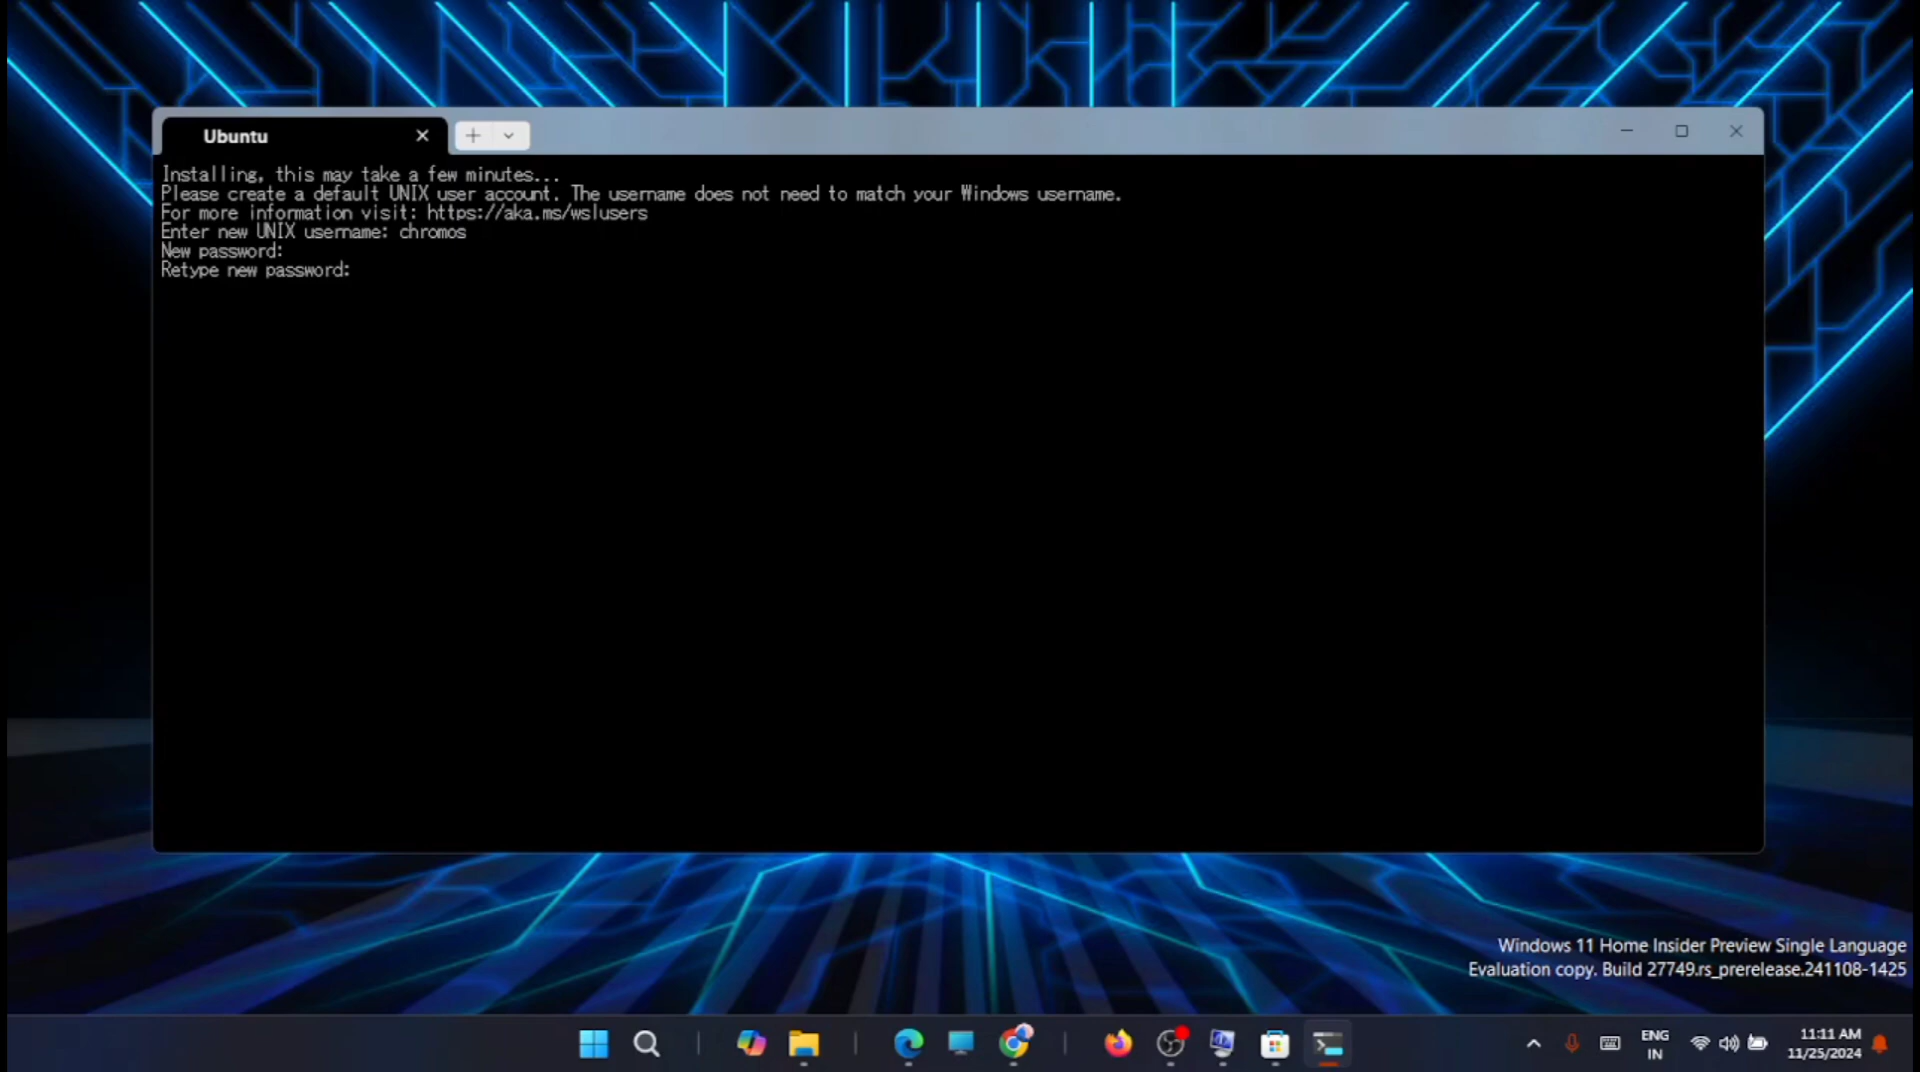 Ubuntu
Installing, this may take a few minutes...
Please create a default UNIX user account. The username does not need to match your Windows username.
For more information visit: https://aka.ms/wslusers
Enter new UNIX username: chromos
New password:
Retype new password:
Windows 11 Home Insider Preview Single Language
Evaluation copy. Build 27749.rs_prerelease.241108-1425
ENG
IN
11:11 AM
11/25/2024